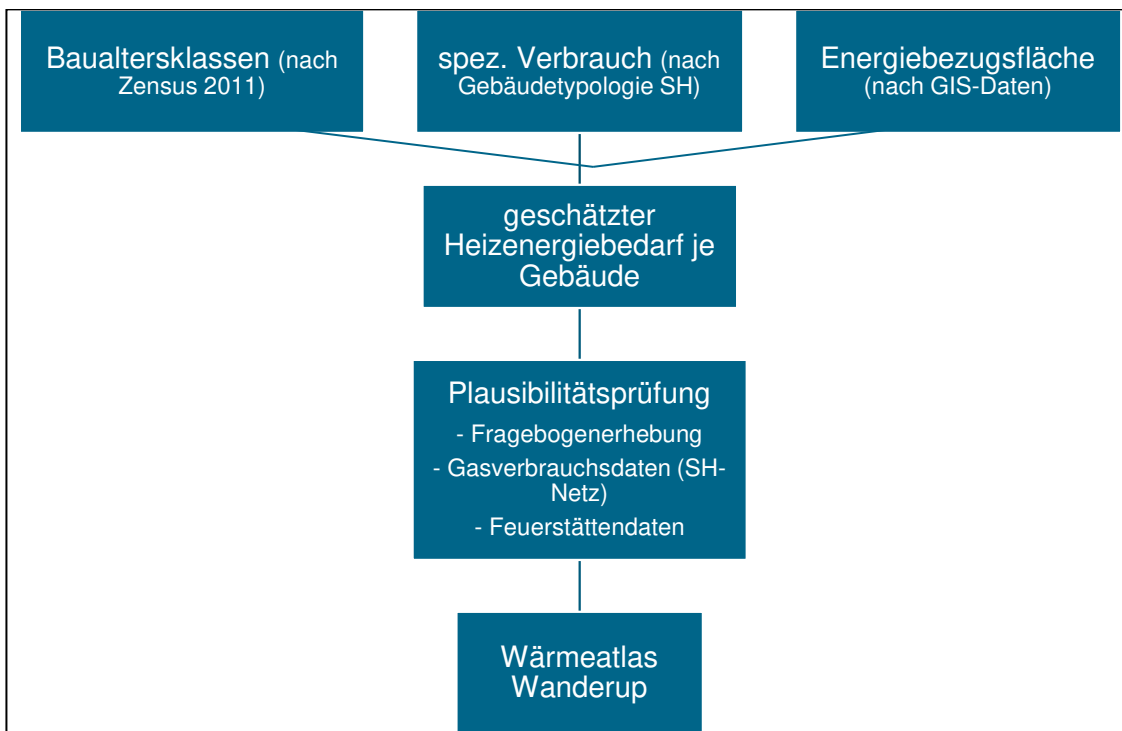 Baualtersklassen (nach
Zensus 2011)
spez. Verbrauch (nach
Gebäudetypologie SH)
Energiebezugsfläche
(nach GIS-Daten)
geschätzter
Heizenergiebedarf je
Gebäude
Plausibilitätsprüfung
- Fragebogenerhebung
- Gasverbrauchsdaten (SH-
Netz)
- Feuerstättendaten
Wärmeatlas
Wanderup